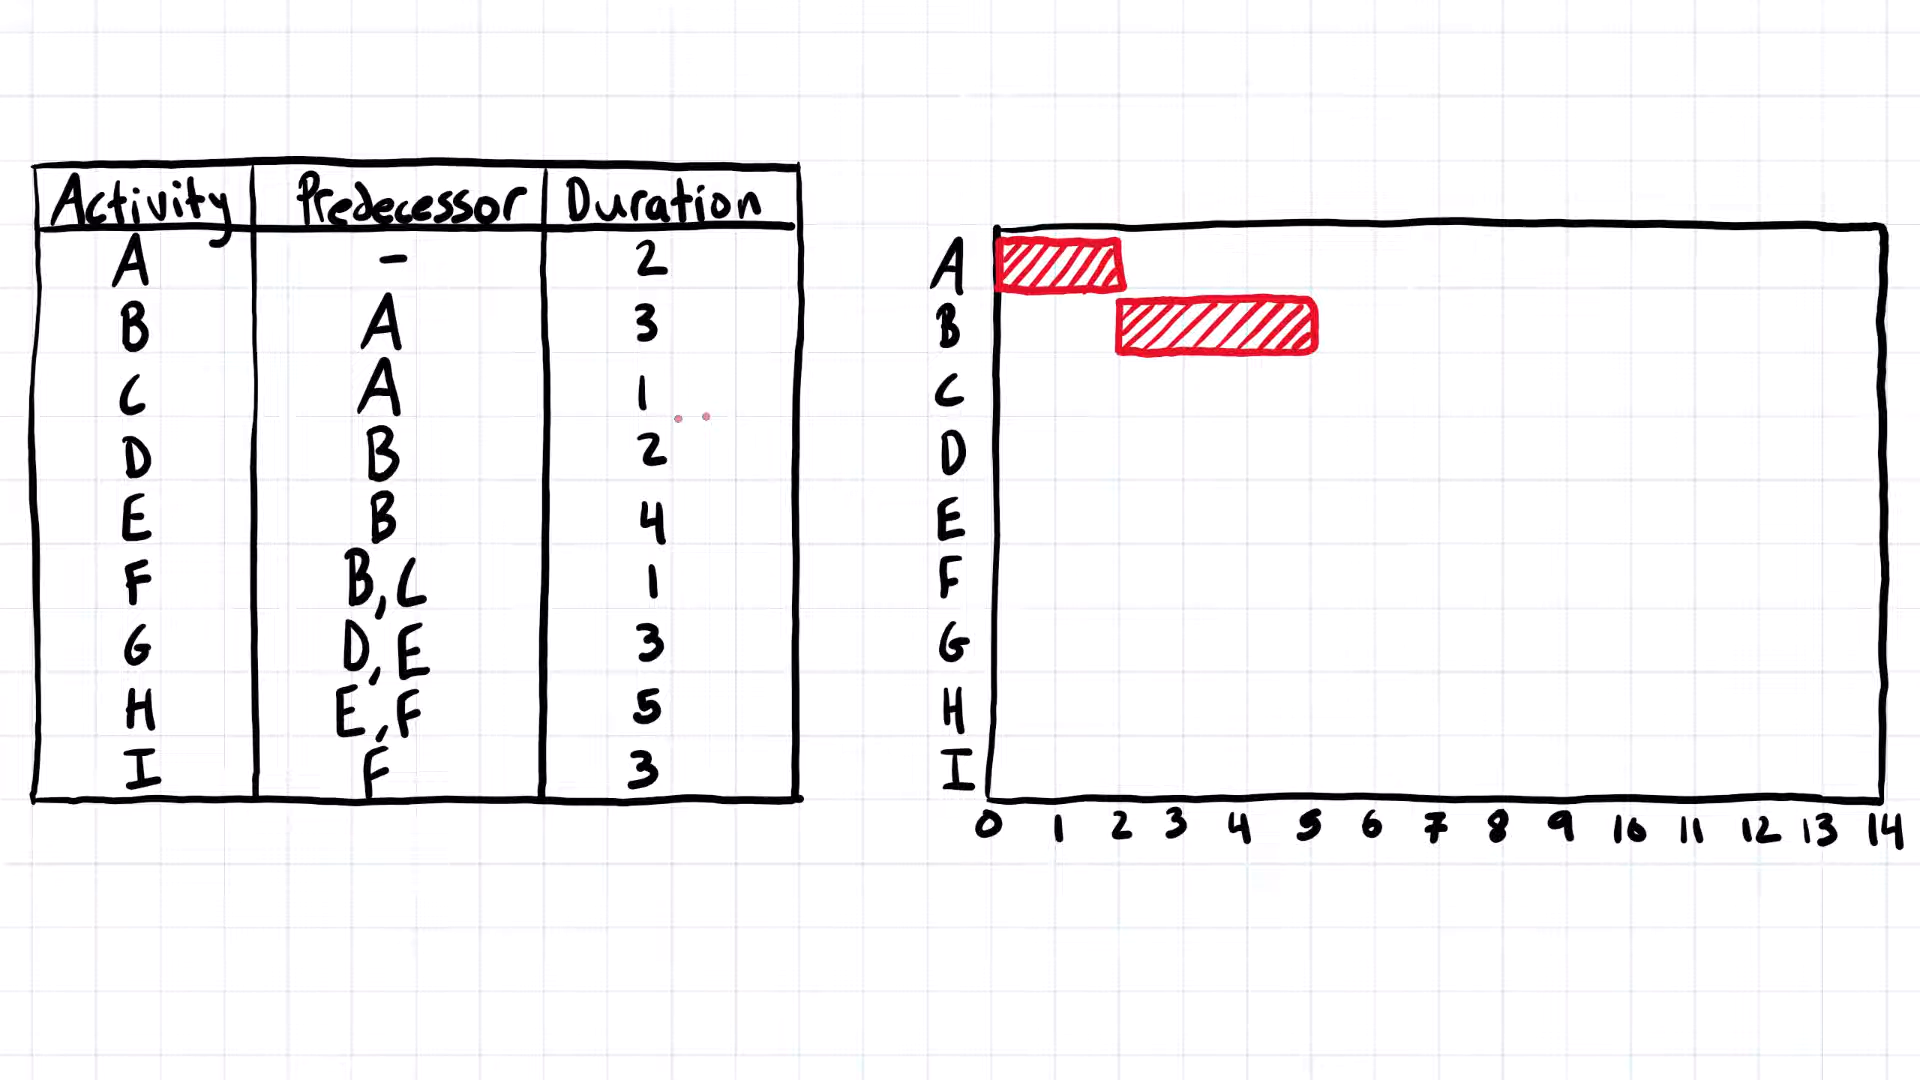 Activity Predecessor Duration
A - 2
B A 3
C A 1
D B 2
E B 4
F B,C 1
G D,E 3
H E,F 5
I F 3
A
B
C
D
E
F
G
H
I
0 1 2 3 4 5 6 7 8 9 10 11 12 13 14